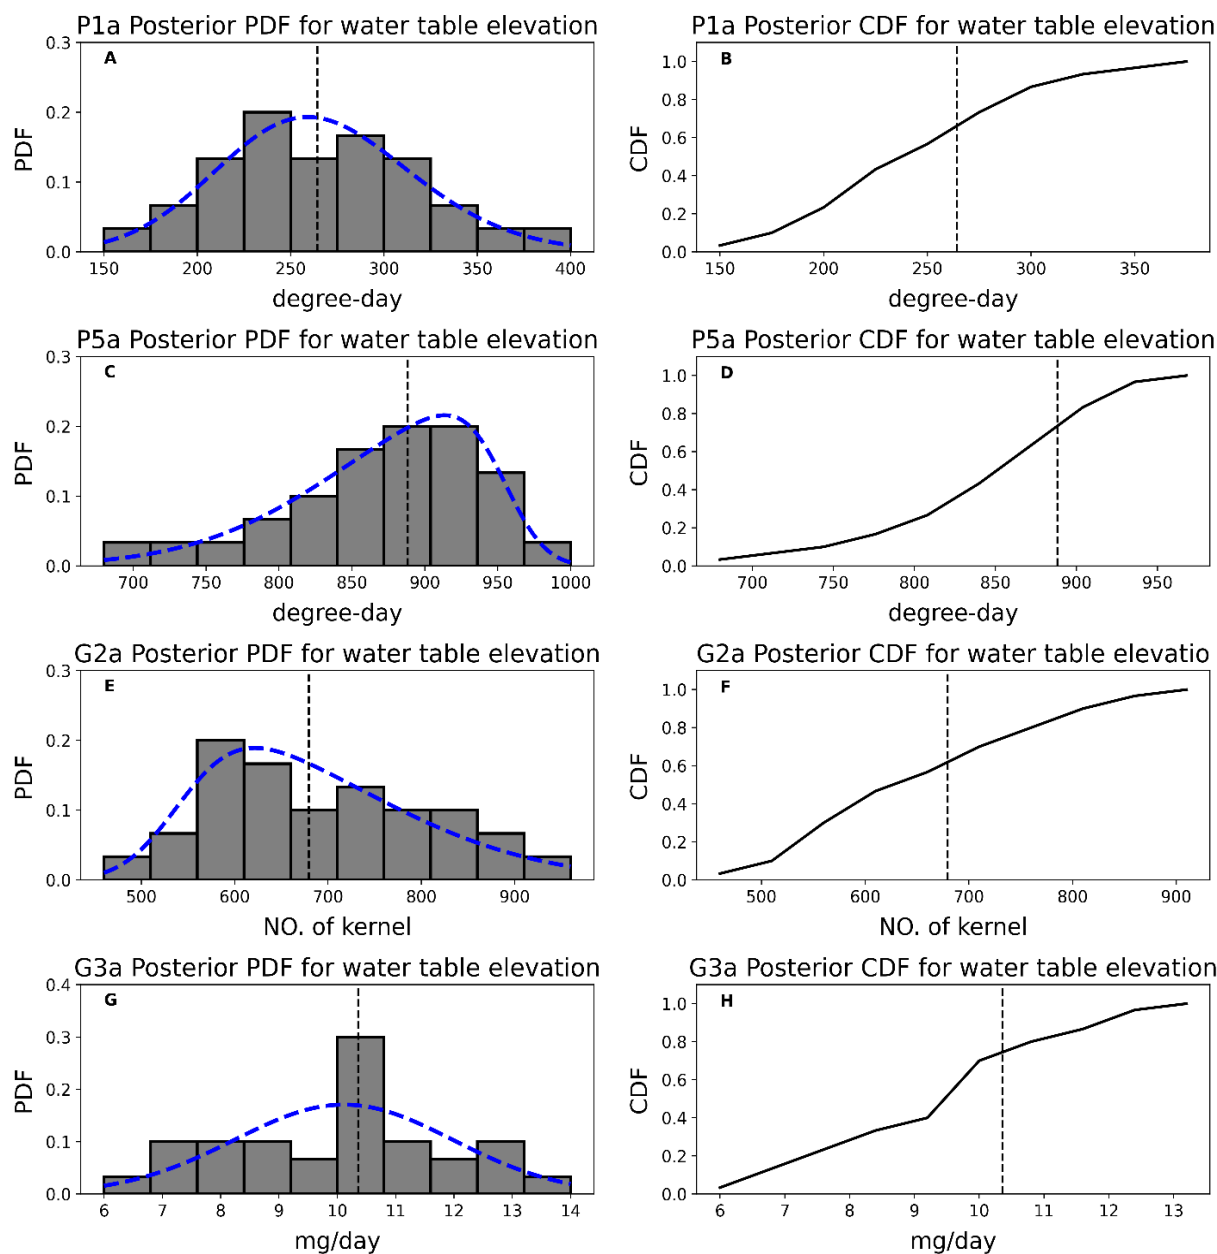 P1a Posterior PDF for water table elevation
A
PDF
0.3
0.2
0.1
0.0
150 200 250 300 350 400
degree-day
P1a Posterior CDF for water table elevation
B
CDF
1.0
0.8
0.6
0.4
0.2
0.0
150 200 250 300 350
degree-day
P5a Posterior PDF for water table elevation
C
PDF
0.3
0.2
0.1
0.0
700 750 800 850 900 950 1000
degree-day
P5a Posterior CDF for water table elevation
D
CDF
1.0
0.8
0.6
0.4
0.2
0.0
700 750 800 850 900 950
degree-day
G2a Posterior PDF for water table elevation
E
PDF
0.3
0.2
0.1
0.0
500 600 700 800 900
NO. of kernel
G2a Posterior CDF for water table elevatio
F
CDF
1.0
0.8
0.6
0.4
0.2
0.0
500 600 700 800 900
NO. of kernel
G3a Posterior PDF for water table elevation
G
PDF
0.4
0.3
0.2
0.1
0.0
6 7 8 9 10 11 12 13 14
mg/day
G3a Posterior CDF for water table elevation
H
CDF
1.0
0.8
0.6
0.4
0.2
0.0
6 7 8 9 10 11 12 13
mg/day